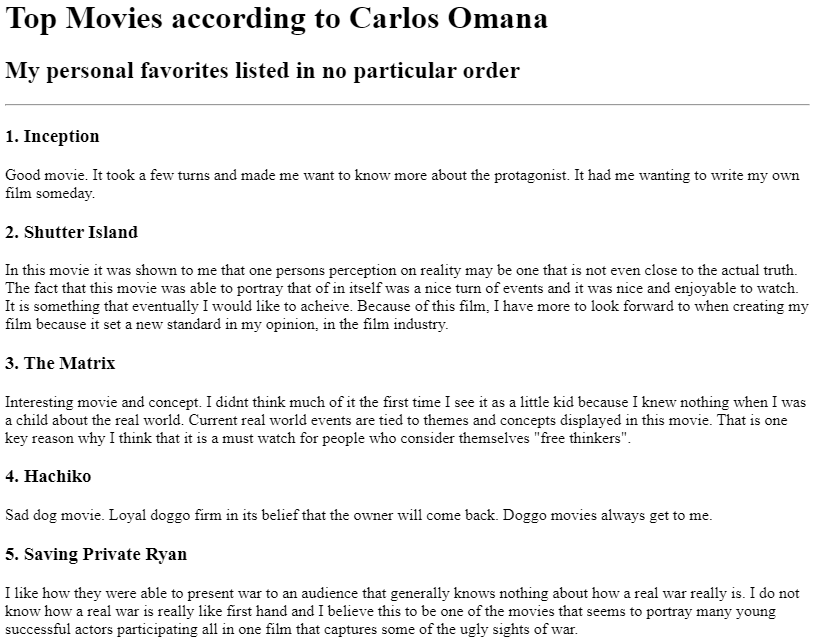 Top Movies according to Carlos Omana
My personal favorites listed in no particular order
1. Inception
Good movie. It took a few turns and made me want to know more about the protagonist. It had me wanting to write my own
film someday.
2. Shutter Island
In this movie it was shown to me that one persons perception on reality may be one that is not even close to the actual truth.
The fact that this movie was able to portray that of in itself was a nice turn of events and it was nice and enjoyable to watch.
It is something that eventually I would like to acheive. Because of this film, I have more to look forward to when creating my
film because it set a new standard in my opinion, in the film industry.
3. The Matrix
Interesting movie and concept. I didnt think much of it the first time I see it as a little kid because I knew nothing when I was
a child about the real world. Current real world events are tied to themes and concepts displayed in this movie. That is one
key reason why I think that it is a must watch for people who consider themselves "free thinkers".
4. Hachiko
Sad dog movie. Loyal doggo firm in its belief that the owner will come back. Doggo movies always get to me.
5. Saving Private Ryan
I like how they were able to present war to an audience that generally knows nothing about how a real war really is. I do not
know how a real war is really like first hand and I believe this to be one of the movies that seems to portray many young
successful actors participating all in one film that captures some of the ugly sights of war.